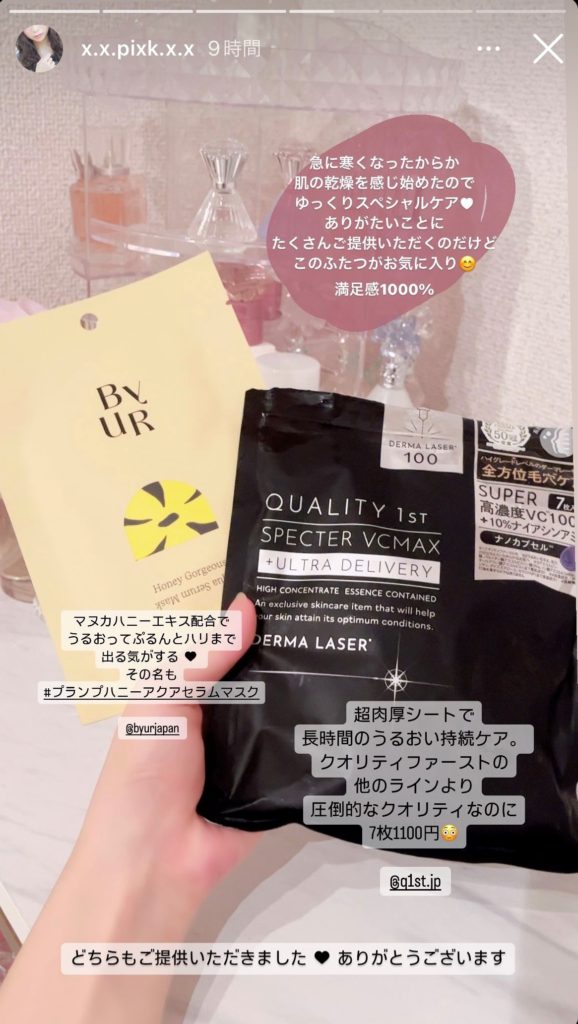 x.x.pixk.x.x 9時間
急に寒くなったからか
肌の乾燥を感じ始めたので
ゆっくりスペシャルケア♥
ありがたいことに
たくさんご提供いただくのだけど
このふたつがお気に入り😊
満足感1000%
BY
UR
Honey Gorgeous
Serum Mask
マヌカハニーエキス配合で
うるおってぷるんとハリまで
出る気がする ♥
その名も
#プランプハニーアクアセラムマスク
@byurjapan
DERMA LASER
100
50冠
全方位毛穴ケ
SUPER 7枚
高濃度VC100
+10%ナイアシンアミ
ナノカプセル
QUALITY 1ST
SPECTER VCMAX
+ULTRA DELIVERY
HIGH CONCENTRATE ESSENCE CONTAINED
An exclusive skincare item that will help
your skin attain its optimum conditions.
DERMA LASER
超肉厚シートで
長時間のうるおい持続ケア。
クオリティファーストの
他のラインより
圧倒的なクオリティなのに
7枚1100円😳
@q1st.jp
どちらもご提供いただきました ♥ ありがとうございます